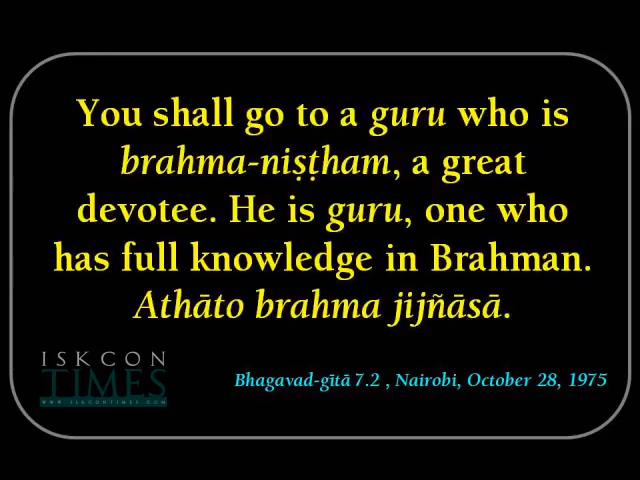 You shall go to a guru who is
brahma-niṣṭham, a great
devotee. He is guru, one who
has full knowledge in Brahman.
Athāto brahma jijñāsā.
ISKCON
TIMES
WWW.ISKCONTIMES.COM
Bhagavad-gītā 7.2 , Nairobi, October 28, 1975